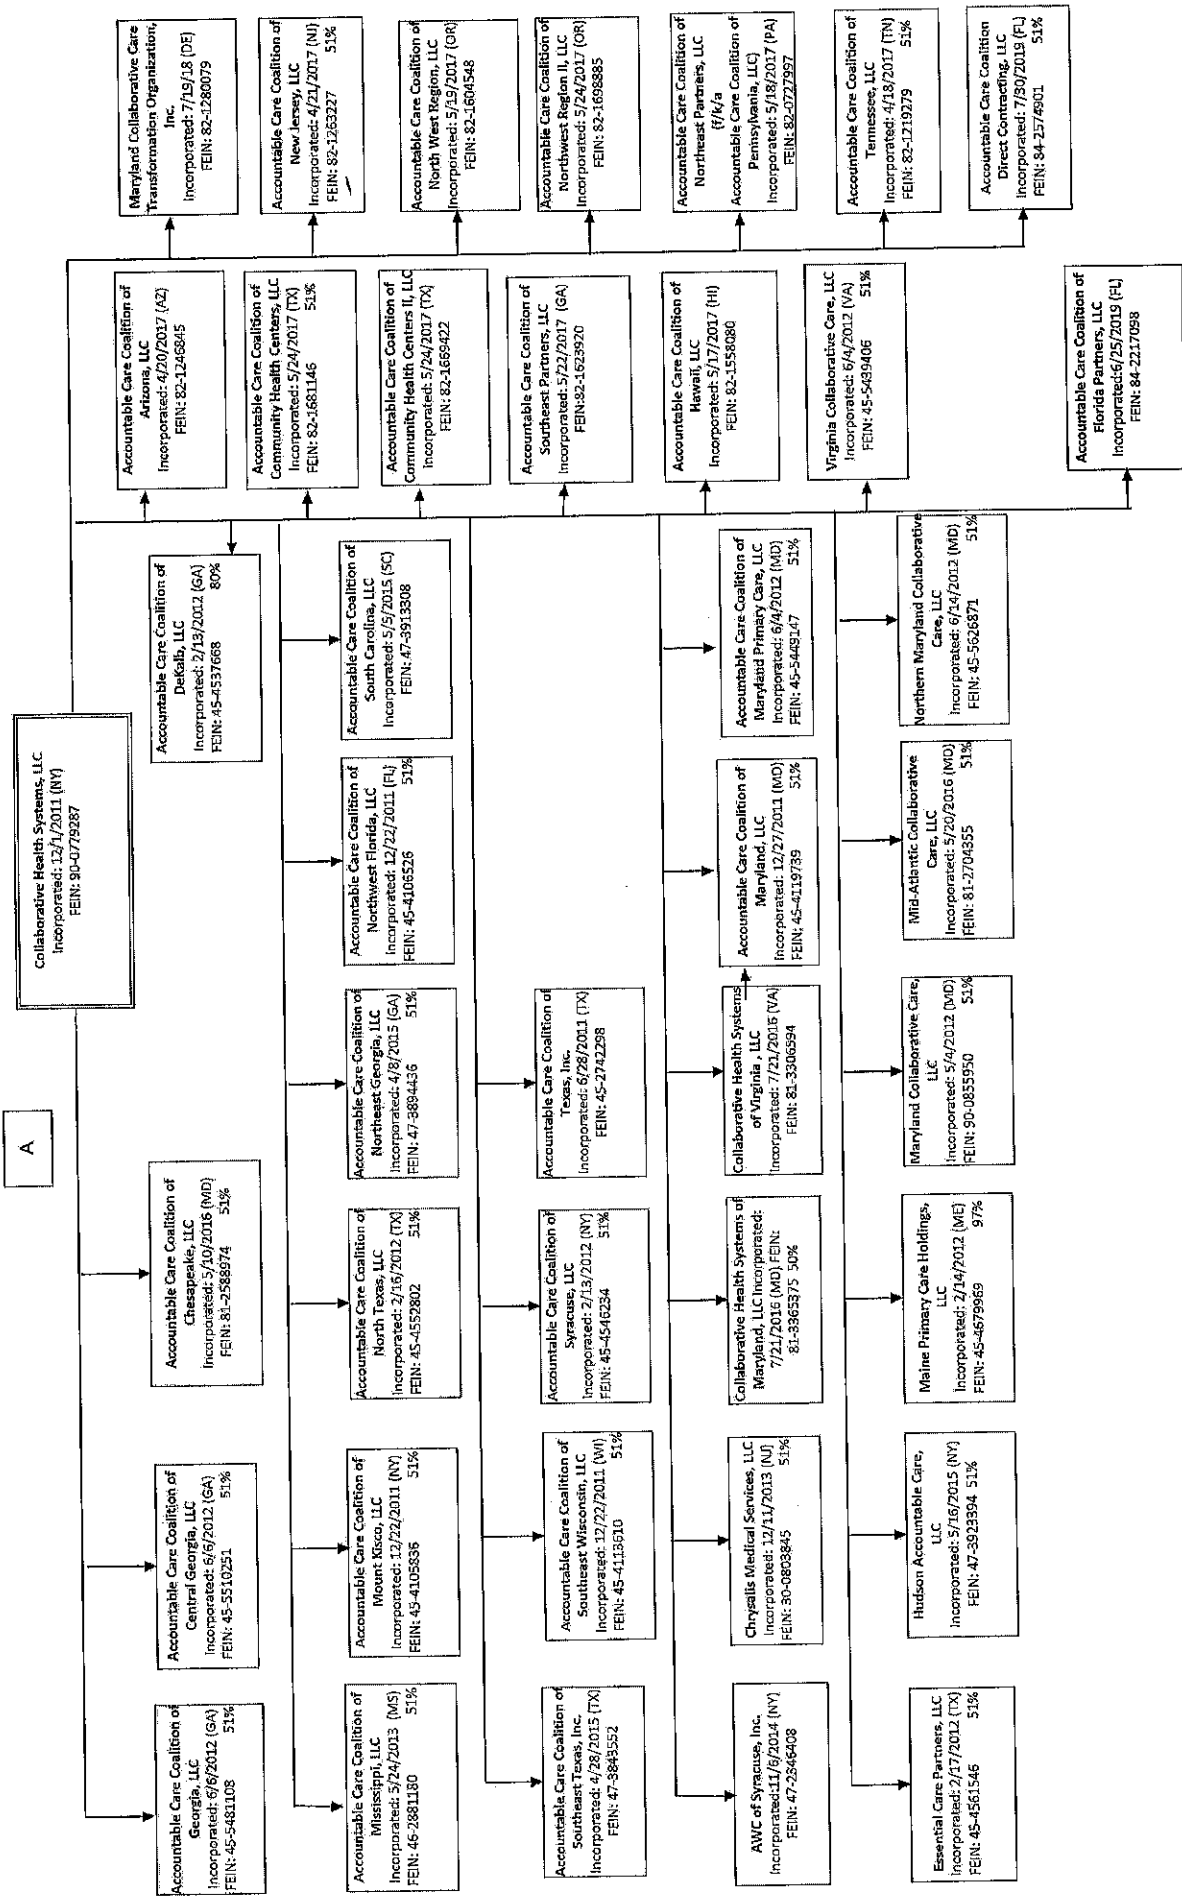 A
Collaborative Health Systems, LLC
Incorporated: 12/1/2011 (NY)
FEIN: 90-0779287
Accountable Care Coalition of
Georgia, LLC
Incorporated: 6/6/2012 (GA)
FEIN: 45-5481108 51%
Accountable Care Coalition of
Central Georgia, LLC
Incorporated: 6/6/2012 (GA)
FEIN: 45-5510251 51%
Accountable Care Coalition of
Chesapeake, LLC
Incorporated: 5/10/2016 (MD)
FEIN: 81-2588974 51%
Accountable Care Coalition of
DeKalb, LLC
Incorporated: 2/13/2012 (GA)
FEIN: 45-4537668 80%
Accountable Care Coalition of
Arizona, LLC
Incorporated: 4/20/2017 (AZ)
FEIN: 82-1246845
Maryland Collaborative Care
Transformation Organization,
Inc.
Incorporated: 7/19/18 (DE)
FEIN: 82-1280079
Accountable Care Coalition of
Community Health Centers, LLC
Incorporated: 5/24/2017 (TX)
FEIN: 82-1681146 51%
Accountable Care Coalition of
New Jersey, LLC
Incorporated: 4/21/2017 (NJ)
FEIN: 82-1263227 51%
Accountable Care Coalition of
Mississippi, LLC
Incorporated: 5/24/2013 (MS)
FEIN: 46-2881180 51%
Accountable Care Coalition of
Mount Kisco, LLC
Incorporated: 12/22/2011 (NY)
FEIN: 45-4105836 51%
Accountable Care Coalition of
North Texas, LLC
Incorporated: 2/16/2012 (TX)
FEIN: 45-4552802 51%
Accountable Care Coalition of
Northeast Georgia, LLC
Incorporated: 4/8/2015 (GA)
FEIN: 47-3894436 51%
Accountable Care Coalition of
Northwest Florida, LLC
Incorporated: 12/22/2011 (FL)
FEIN: 45-4106526 51%
Accountable Care Coalition of
South Carolina, LLC
Incorporated: 5/5/2015 (SC)
FEIN: 47-3913308
Accountable Care Coalition of
Community Health Centers II, LLC
Incorporated: 5/24/2017 (TX)
FEIN: 82-1669422
Accountable Care Coalition of
North West Region, LLC
Incorporated: 5/19/2017 (OR)
FEIN: 82-1604548
Accountable Care Coalition of
Southeast Texas, Inc.
Incorporated: 4/28/2015 (TX)
FEIN: 47-3843552
Accountable Care Coalition of
Southeast Wisconsin, LLC
Incorporated: 12/22/2011 (WI)
FEIN: 45-4113610 51%
Accountable Care Coalition of
Syracuse, LLC
Incorporated: 2/13/2012 (NY)
FEIN: 45-4546234 51%
Accountable Care Coalition of
Texas, Inc.
Incorporated: 6/28/2011 (TX)
FEIN: 45-2742298
Accountable Care Coalition of
Southeast Partners, LLC
Incorporated: 5/22/2017 (GA)
FEIN:82-1623920
Accountable Care Coalition of
Northwest Region II, LLC
Incorporated: 5/24/2017 (OR)
FEIN: 82-1698885
AWC of Syracuse, Inc.
Incorporated:11/6/2014 (NY)
FEIN: 47-2346408
Chrysalis Medical Services, LLC
Incorporated: 12/11/2013 (NJ)
FEIN: 30-0803845 51%
Collaborative Health Systems of
Maryland, LLC Incorporated:
7/21/2016 (MD) FEIN:
81-3365375 50%
Collaborative Health Systems
of Virginia , LLC
Incorporated: 7/21/2016 (VA)
FEIN: 81-3306594
Accountable Care Coalition of
Maryland, LLC
Incorporated: 12/27/2011 (MD)
FEIN: 45-4119739 51%
Accountable Care Coalition of
Maryland Primary Care, LLC
Incorporated: 6/4/2012 (MD)
FEIN: 45-5449147 51%
Accountable Care Coalition of
Hawaii, LLC
Incorporated: 5/17/2017 (HI)
FEIN: 82-1558080
Accountable Care Coalition of
Northeast Partners, LLC
(f/k/a
Accountable Care Coalition of
Pennsylvania, LLC)
Incorporated: 5/18/2017 (PA)
FEIN: 82-0727997
Essential Care Partners, LLC
Incorporated: 2/17/2012 (TX)
FEIN: 45-4561546 51%
Hudson Accountable Care,
LLC
Incorporated: 5/16/2015 (NY)
FEIN: 47-3923394 51%
Maine Primary Care Holdings,
LLC
Incorporated: 2/14/2012 (ME)
FEIN: 45-4679969 97%
Maryland Collaborative Care,
LLC
Incorporated: 5/4/2012 (MD)
FEIN: 90-0855950 51%
Mid-Atlantic Collaborative
Care, LLC
Incorporated: 5/20/2016 (MD)
FEIN: 81-2704355 51%
Northern Maryland Collaborative
Care, LLC
Incorporated: 6/14/2012 (MD)
FEIN: 45-5626871 51%
Virginia Collaborative Care, LLC
Incorporated: 6/4/2012 (VA)
FEIN: 45-5439406 51%
Accountable Care Coalition of
Tennessee, LLC
Incorporated: 4/18/2017 (TN)
FEIN: 82-1219279 51%
Accountable Care Coalition of
Florida Partners, LLC
Incorporated:6/25/2019 (FL)
FEIN: 84-2217098
Accountable Care Coalition
Direct Contracting, LLC
Incorporated: 7/30/2019 (FL)
FEIN: 84-2574901 51%